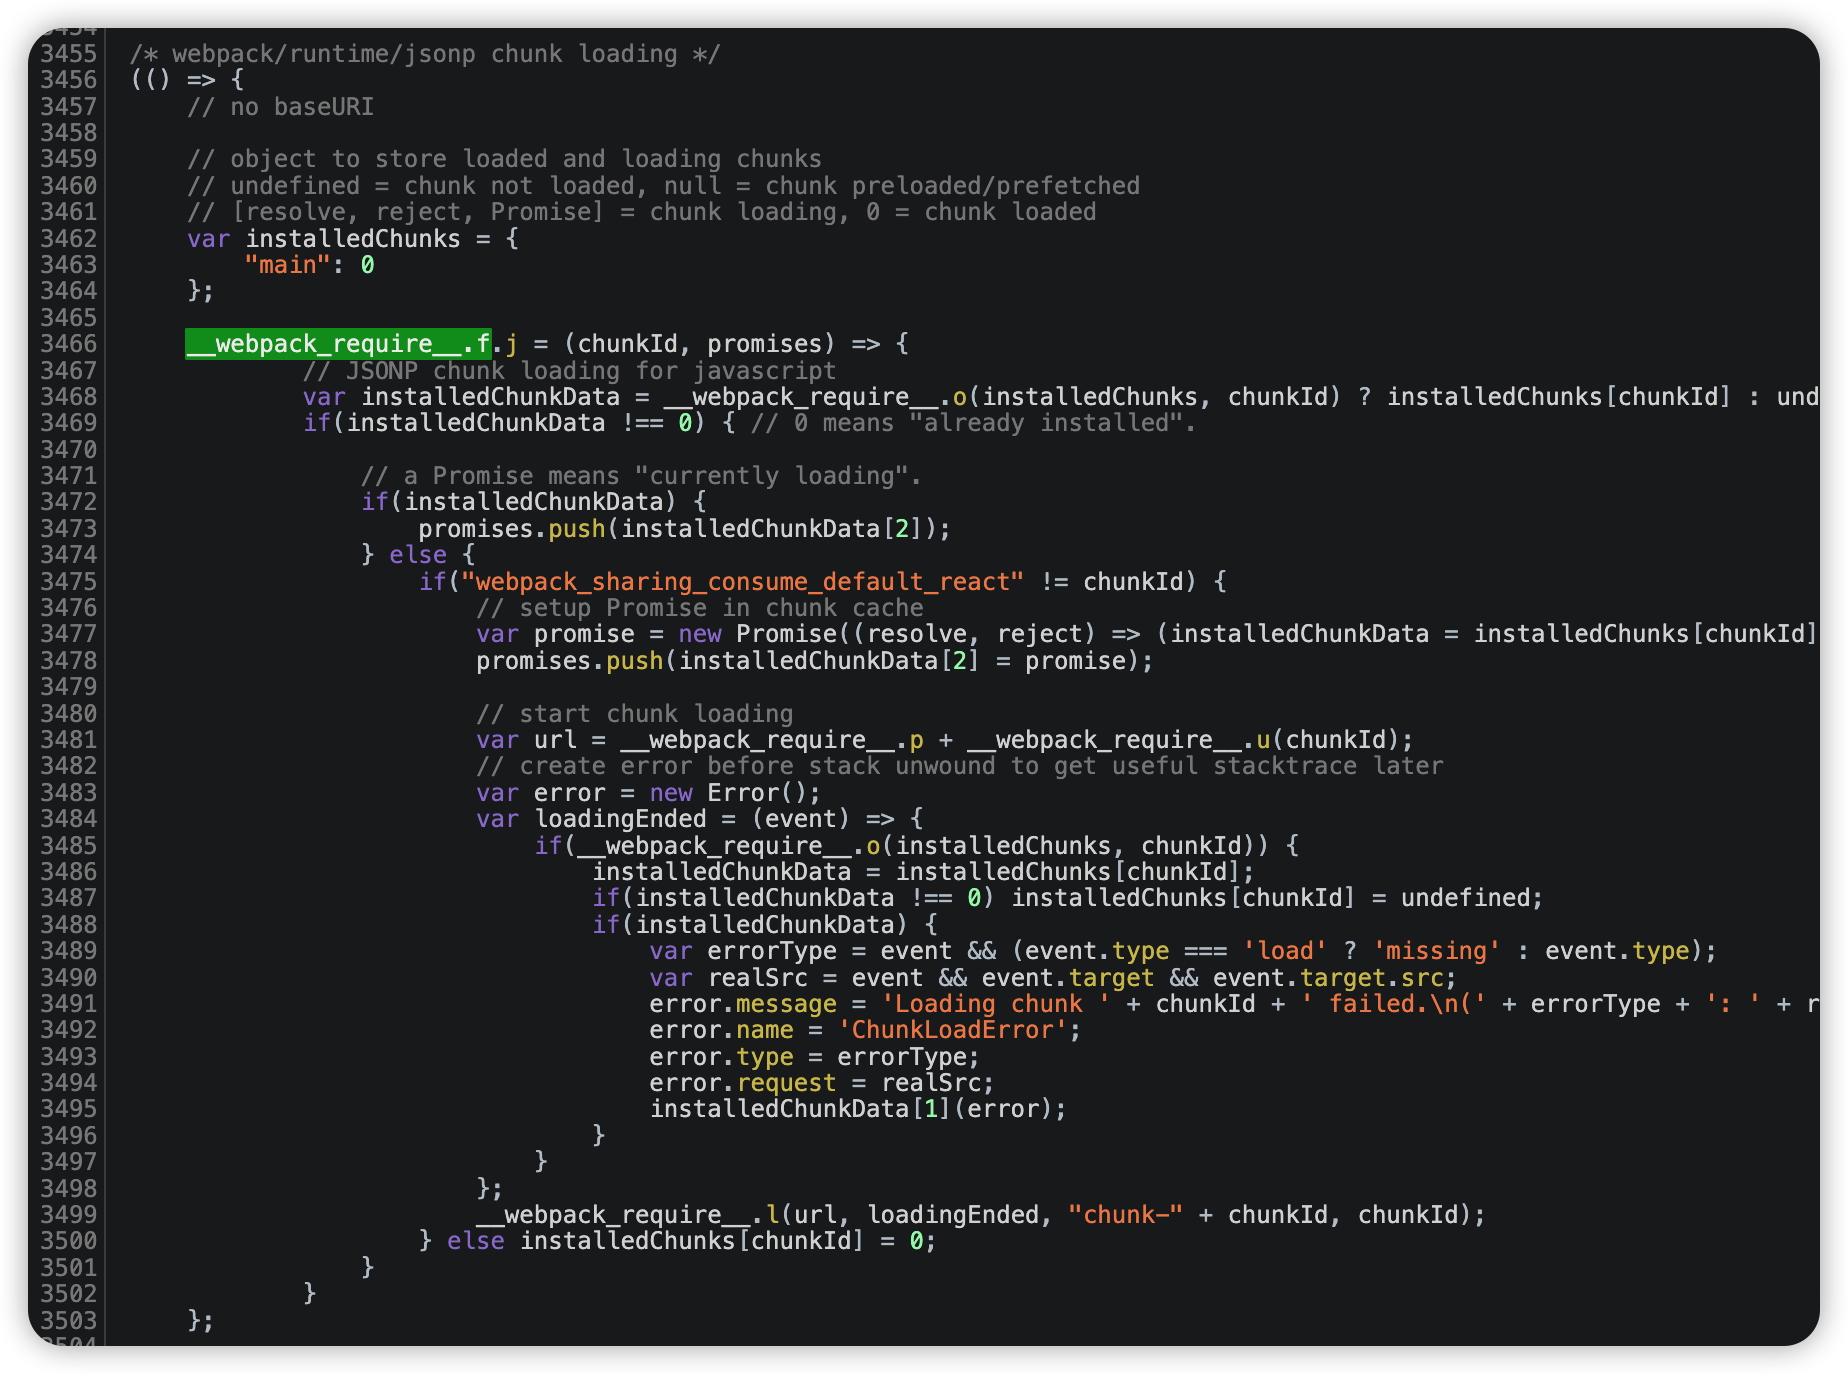 3454
3455 /* webpack/runtime/jsonp chunk loading */
3456 (() => {
3457 // no baseURI
3458
3459 // object to store loaded and loading chunks
3460 // undefined = chunk not loaded, null = chunk preloaded/prefetched
3461 // [resolve, reject, Promise] = chunk loading, 0 = chunk loaded
3462 var installedChunks = {
3463 "main": 0
3464 };
3465
3466 __webpack_require__.f.j = (chunkId, promises) => {
3467 // JSONP chunk loading for javascript
3468 var installedChunkData = __webpack_require__.o(installedChunks, chunkId) ? installedChunks[chunkId] : und
3469 if(installedChunkData !== 0) { // 0 means "already installed".
3470
3471 // a Promise means "currently loading".
3472 if(installedChunkData) {
3473 promises.push(installedChunkData[2]);
3474 } else {
3475 if("webpack_sharing_consume_default_react" != chunkId) {
3476 // setup Promise in chunk cache
3477 var promise = new Promise((resolve, reject) => (installedChunkData = installedChunks[chunkId]
3478 promises.push(installedChunkData[2] = promise);
3479
3480 // start chunk loading
3481 var url = __webpack_require__.p + __webpack_require__.u(chunkId);
3482 // create error before stack unwound to get useful stacktrace later
3483 var error = new Error();
3484 var loadingEnded = (event) => {
3485 if(__webpack_require__.o(installedChunks, chunkId)) {
3486 installedChunkData = installedChunks[chunkId];
3487 if(installedChunkData !== 0) installedChunks[chunkId] = undefined;
3488 if(installedChunkData) {
3489 var errorType = event && (event.type === 'load' ? 'missing' : event.type);
3490 var realSrc = event && event.target && event.target.src;
3491 error.message = 'Loading chunk ' + chunkId + ' failed.\n(' + errorType + ': ' + r
3492 error.name = 'ChunkLoadError';
3493 error.type = errorType;
3494 error.request = realSrc;
3495 installedChunkData[1](error);
3496 }
3497 }
3498 };
3499 __webpack_require__.l(url, loadingEnded, "chunk-" + chunkId, chunkId);
3500 } else installedChunks[chunkId] = 0;
3501 }
3502 }
3503 };
3504